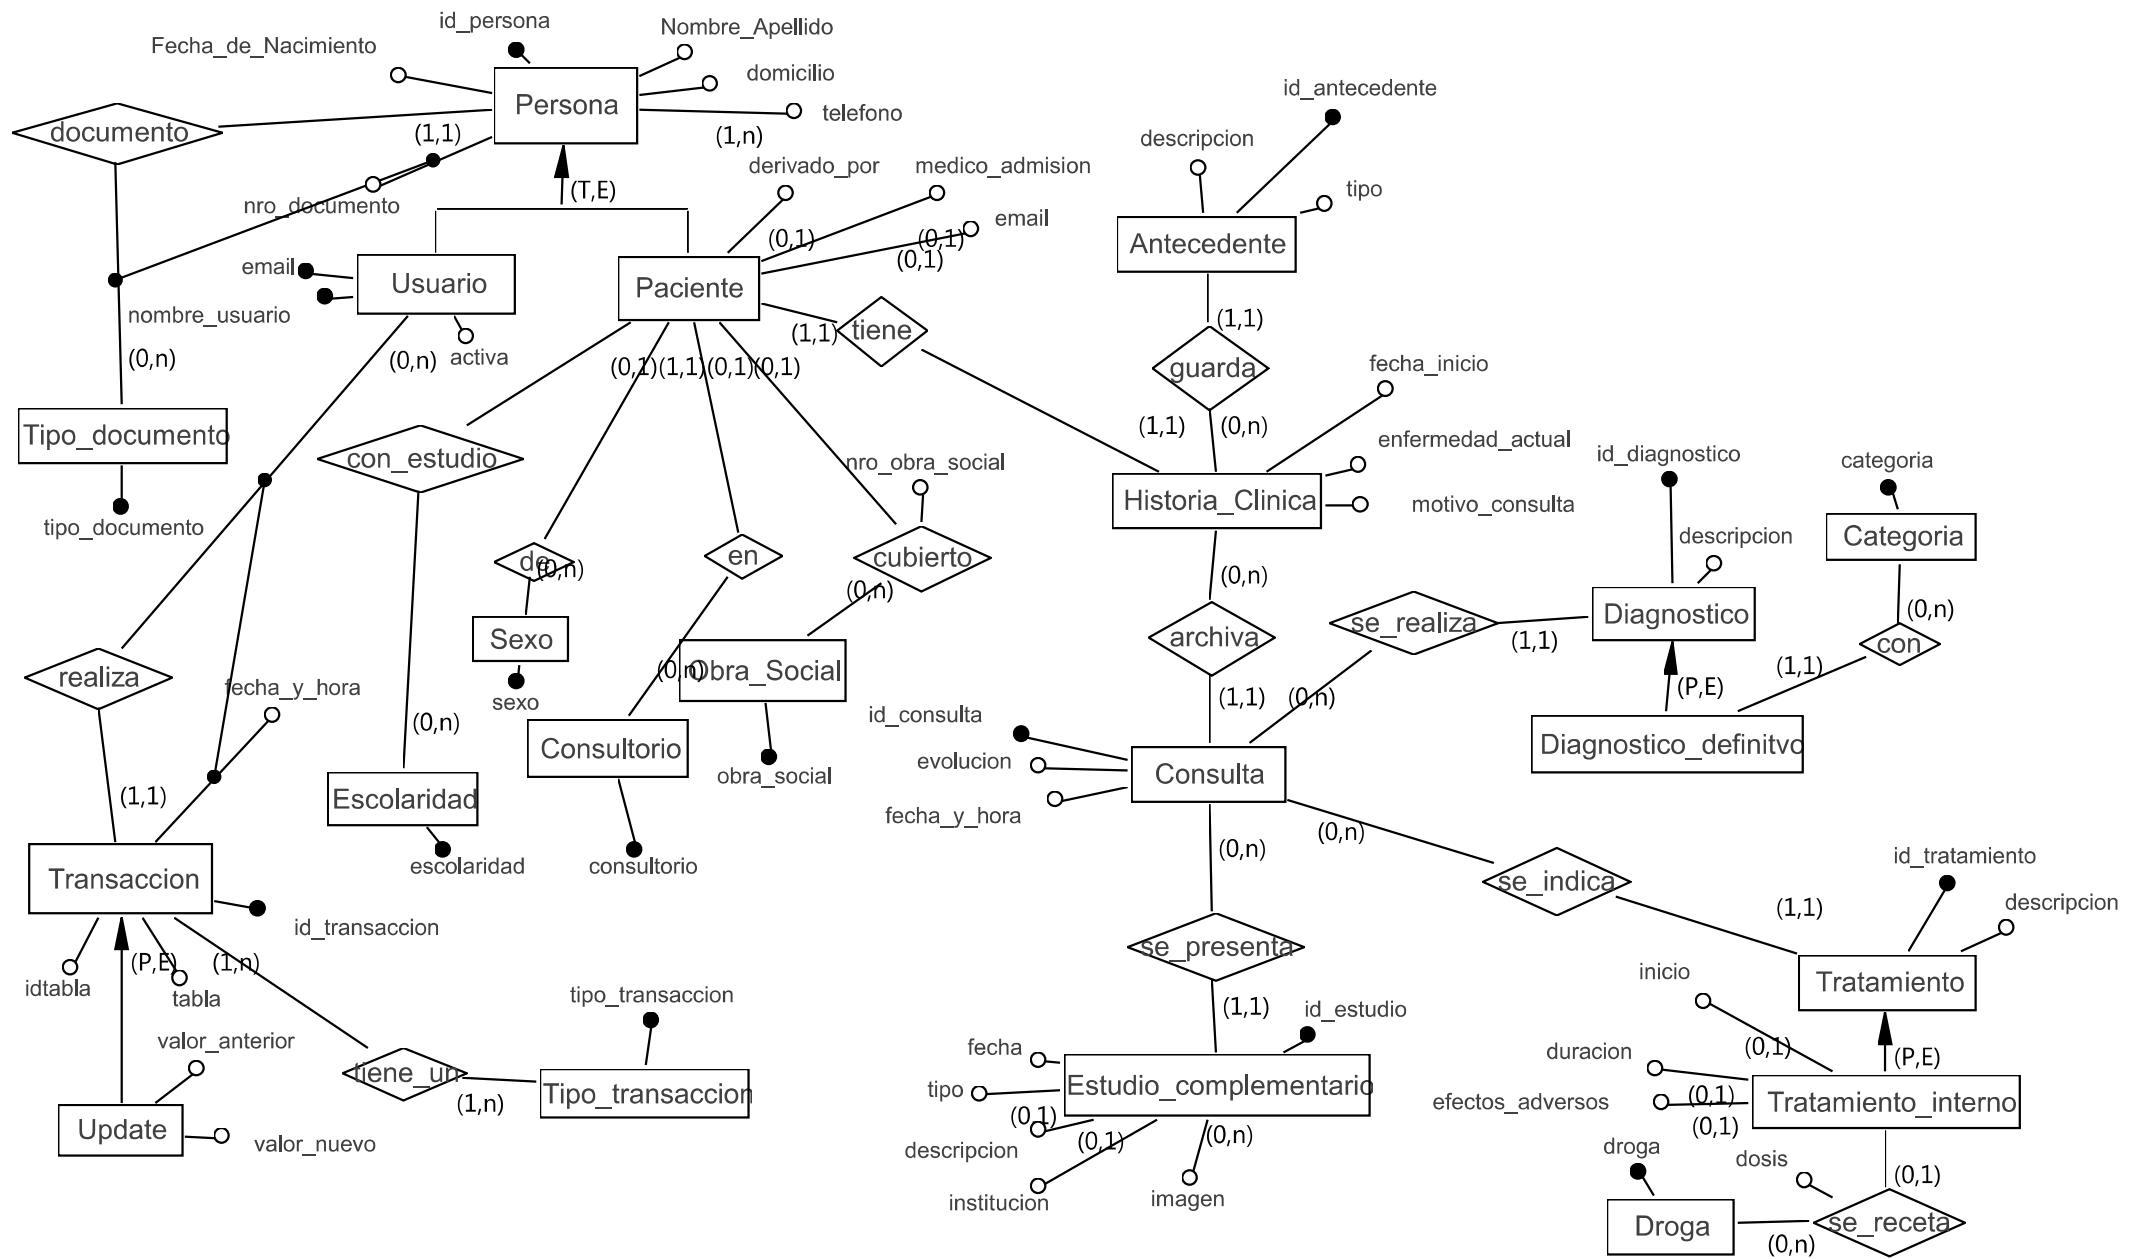 id_persona
Nombre_Apellido
Fecha_de_Nacimiento
domicilio
Persona
telefono
documento
(1,1)
(1,n)
id_antecedente
descripcion
derivado_por
medico_admision
(T,E)
tipo
nro_documento
email
(0,1)
(0,1)
(0,1)
Antecedente
email
Usuario
Paciente
nombre_usuario
(1,1)
tiene
(1,1)
(0,n)
(0,n)
activa
(0,1)
(1,1)
(0,1)
(0,1)
guarda
fecha_inicio
Tipo_documento
(1,1)
(0,n)
enfermedad_actual
con_estudio
nro_obra_social
id_diagnostico
categoria
Historia_Clinica
motivo_consulta
tipo_documento
descripcion
Categoria
de
(0,n)
en
cubierto
(0,n)
(0,n)
(0,n)
Diagnostico
Sexo
archiva
se_realiza
(1,1)
con
realiza
(0,n)
Obra_Social
(1,1)
fecha_y_hora
sexo
(1,1)
(0,n)
(P,E)
id_consulta
(0,n)
Consultorio
Diagnostico_definitvo
evolucion
Consulta
obra_social
(1,1)
Escolaridad
fecha_y_hora
(0,n)
(0,n)
escolaridad
consultorio
id_tratamiento
Transaccion
se_indica
(1,1)
descripcion
id_transaccion
se_presenta
(P,E)
(1,n)
idtabla
tabla
tipo_transaccion
inicio
Tratamiento
(1,1)
id_estudio
valor_anterior
fecha
duracion
(0,1)
(P,E)
tiene_un
Tipo_transaccion
(1,n)
tipo
Estudio_complementario
efectos_adversos
(0,1)
Tratamiento_interno
(0,1)
Update
(0,1)
(0,1)
(0,n)
valor_nuevo
descripcion
droga
dosis
(0,1)
institucion
imagen
Droga
se_receta
(0,n)